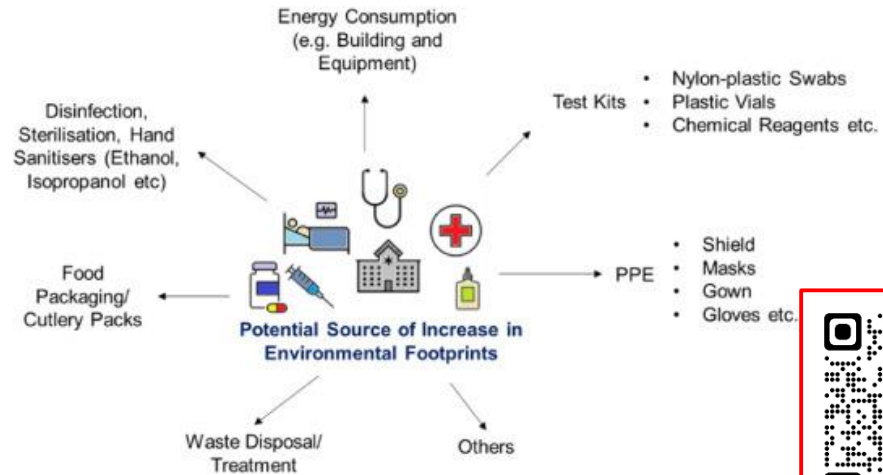 Energy Consumption
(e.g. Building and
Equipment)
Test Kits
• Nylon-plastic Swabs
• Plastic Vials
• Chemical Reagents etc.
Disinfection,
Sterilisation, Hand
Sanitisers (Ethanol,
Isopropanol etc)
PPE
• Shield
• Masks
• Gown
• Gloves etc.
Food
Packaging/
Cutlery Packs
Potential Source of Increase in
Environmental Footprints
Waste Disposal/
Treatment
Others